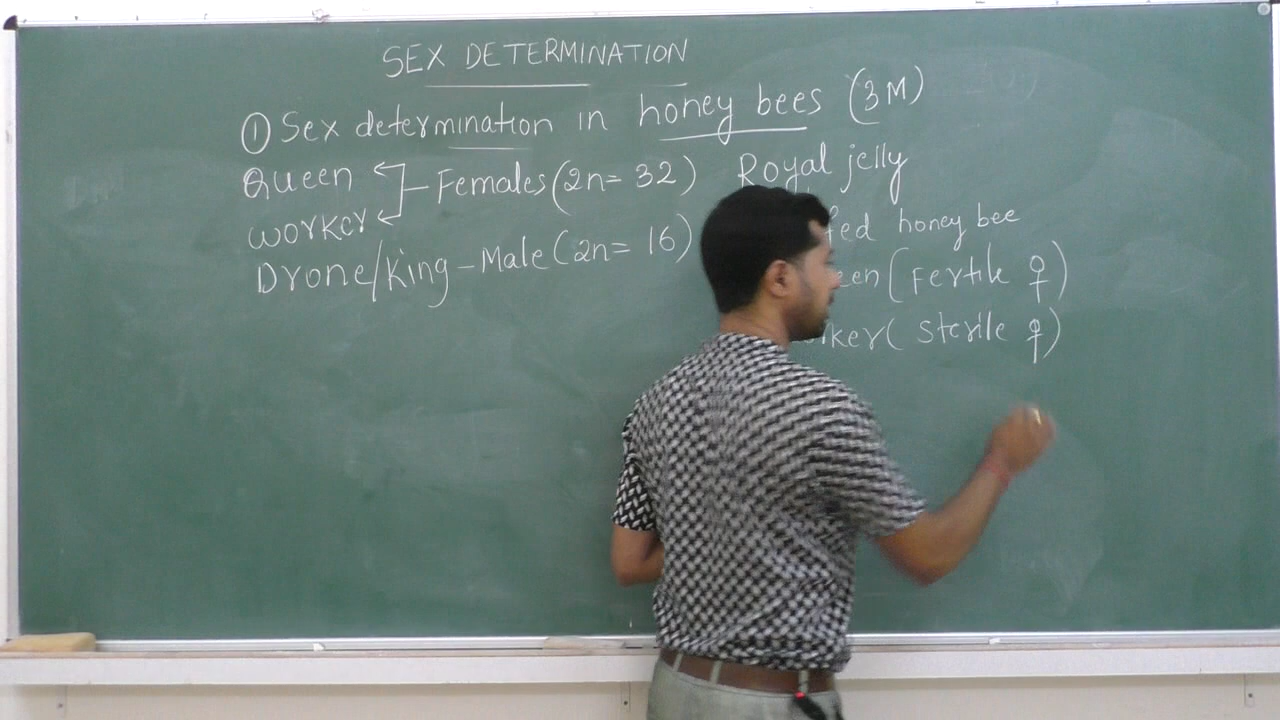 SEX DETERMINATION
① Sex determination in honey bees (3M)
Queen
worker
Females (2n = 32)
Drone/King - Male (2n = 16)
Royal jelly
fed honey bee
(Fertile ♀)
(sterile ♀)